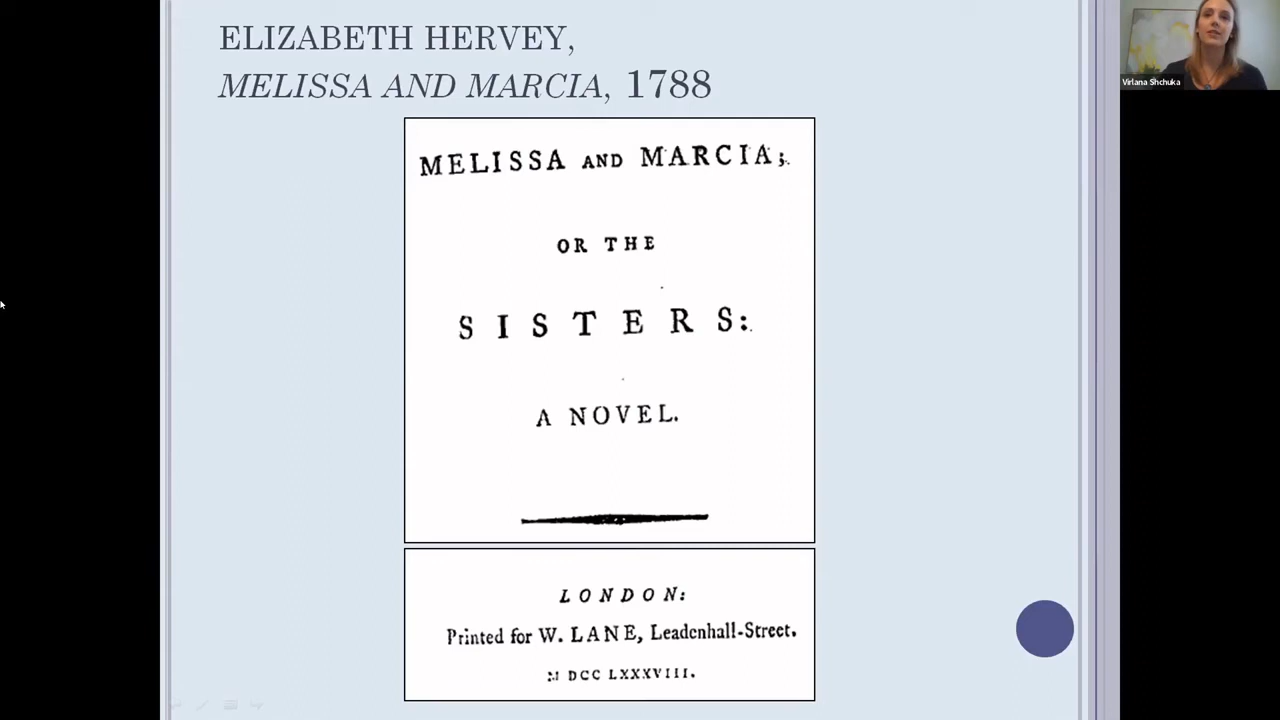 ELIZABETH HERVEY,
MELISSA AND MARCIA, 1788
Virlana Shchuka
MELISSA AND MARCIA;
OR THE
SISTERS:
A NOVEL.
LONDON:
Printed for W. LANE, Leadenhall-Street.
M DCC LXXXVIII.